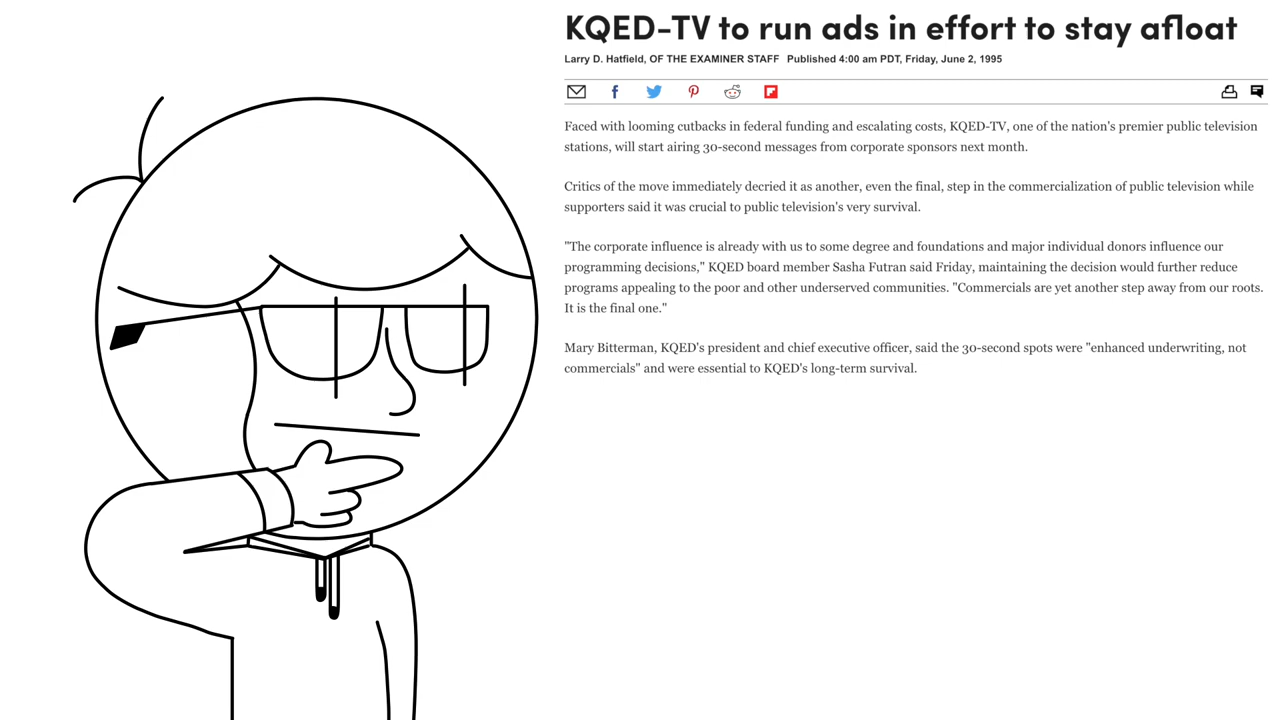 KQED-TV to run ads in effort to stay afloat
Larry D. Hatfield, OF THE EXAMINER STAFF Published 4:00 am PDT, Friday, June 2, 1995
Faced with looming cutbacks in federal funding and escalating costs, KQED-TV, one of the nation's premier public television
stations, will start airing 30-second messages from corporate sponsors next month.
Critics of the move immediately decried it as another, even the final, step in the commercialization of public television while
supporters said it was crucial to public television's very survival.
"The corporate influence is already with us to some degree and foundations and major individual donors influence our
programming decisions," KQED board member Sasha Futran said Friday, maintaining the decision would further reduce
programs appealing to the poor and other underserved communities. "Commercials are yet another step away from our roots.
It is the final one."
Mary Bitterman, KQED's president and chief executive officer, said the 30-second spots were "enhanced underwriting, not
commercials" and were essential to KQED's long-term survival.